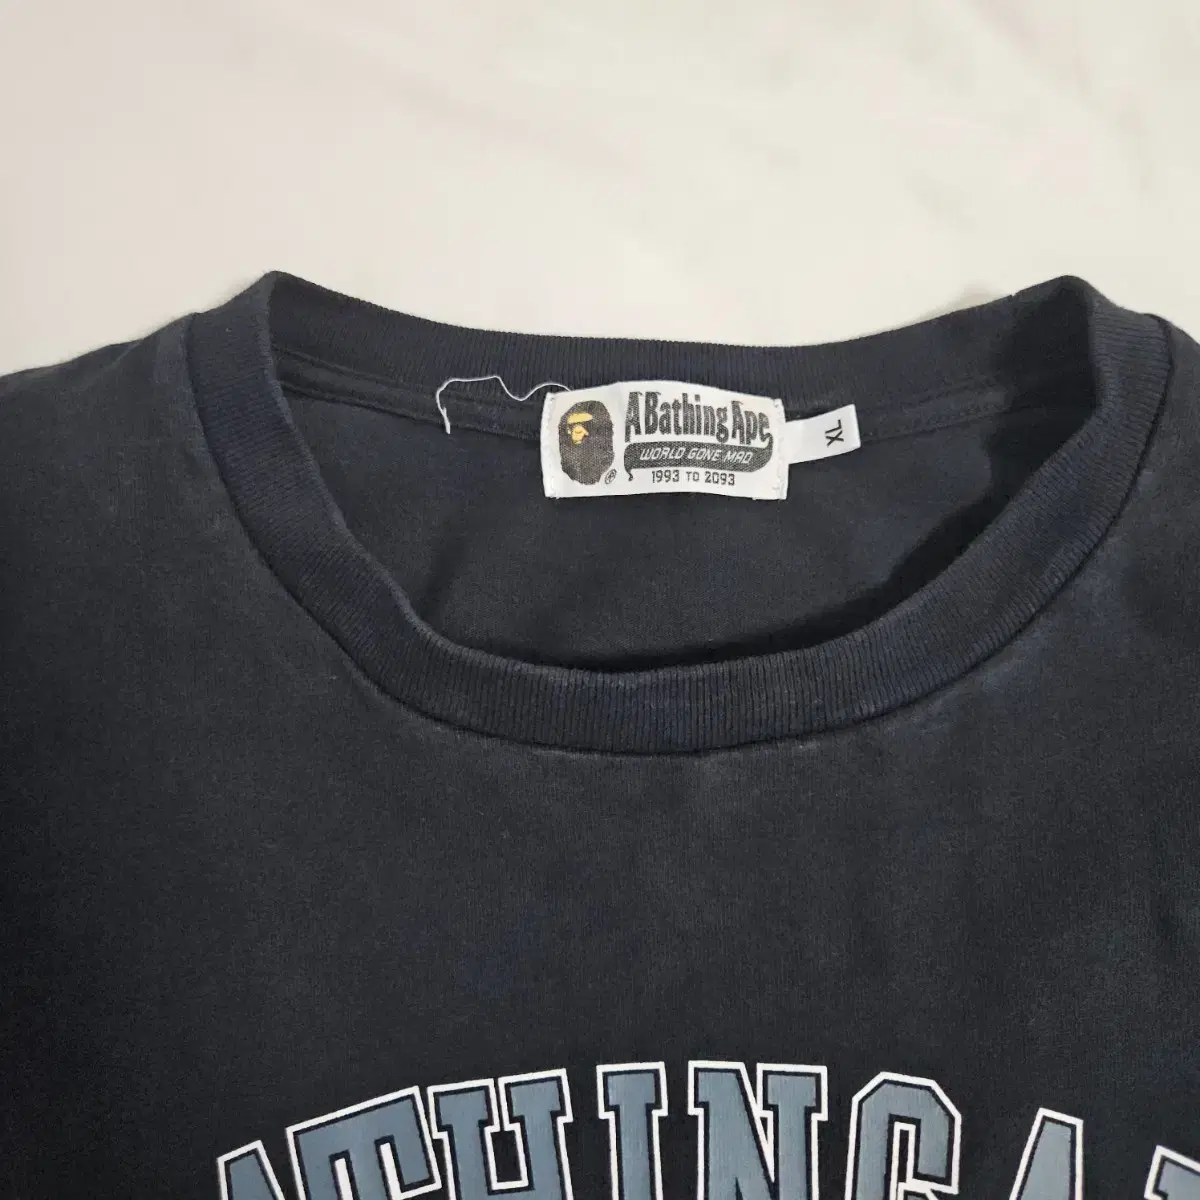 A Bathing Ape
WORLD GONE MAD
®
1993 TO 2093
XL
ATHING A